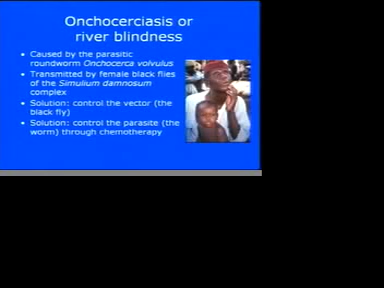 Onchocerciasis or
river blindness
• Caused by the parasitic
roundworm Onchocerca volvulus
• Transmitted by female black flies
of the Simulium damnosum
complex
• Solution: control the vector (the
black fly)
• Solution: control the parasite (the
worm) through chemotherapy